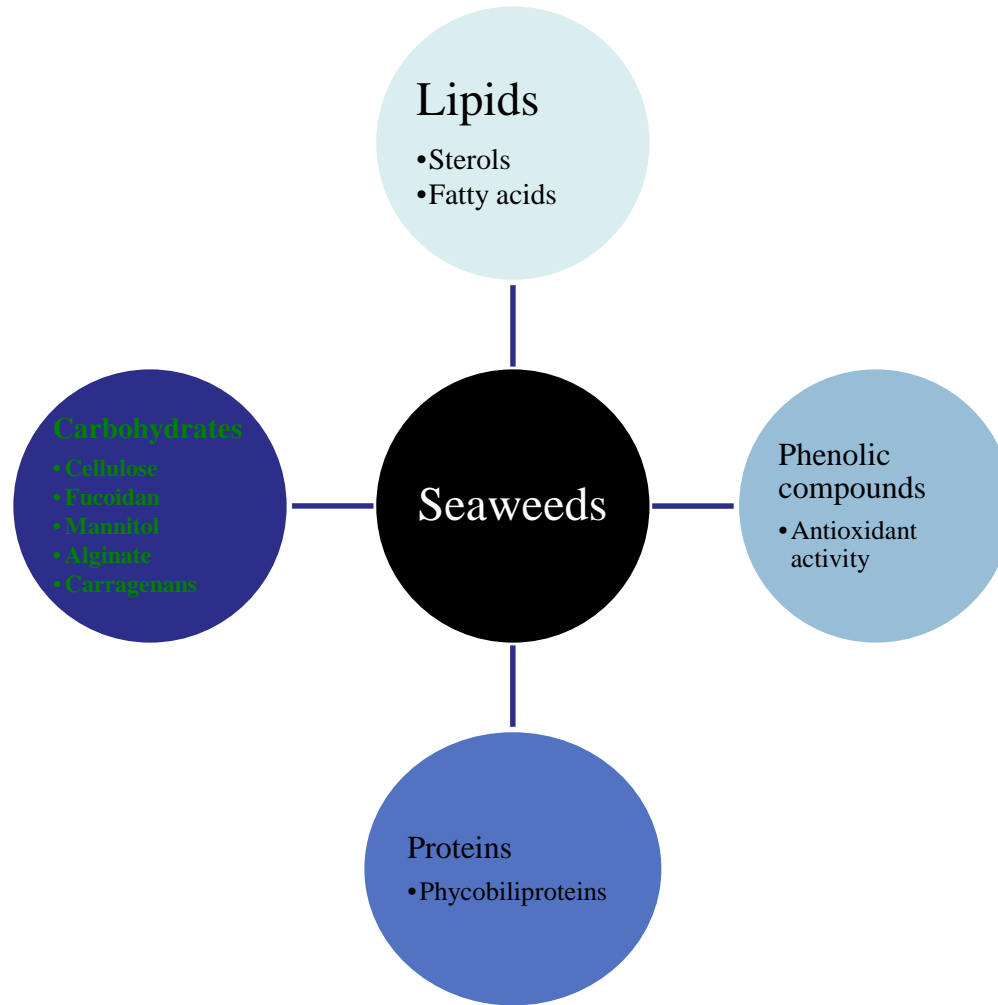 Lipids
•Sterols
•Fatty acids
Carbohydrates
•Cellulose
•Fucoidan
•Mannitol
•Alginate
•Carragenans
Seaweeds
Phenolic
compounds
•Antioxidant
activity
Proteins
•Phycobiliproteins